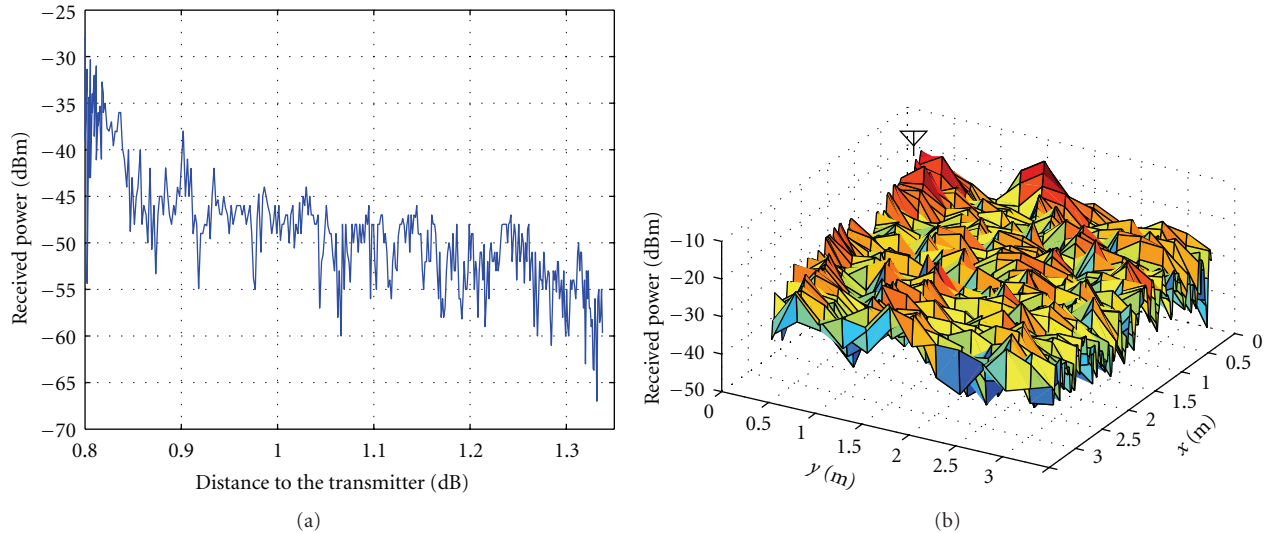 −25
−30
−35
−40
−45
−50
−55
−60
−65
−70
Received power (dBm)
0.8 0.9 1 1.1 1.2 1.3
Distance to the transmitter (dB)
(a)
−10
−20
−30
−40
−50
Received power (dBm)
0 0.5 1 1.5 2 2.5 3
y (m)
0 0.5 1 1.5 2 2.5 3
x (m)
(b)